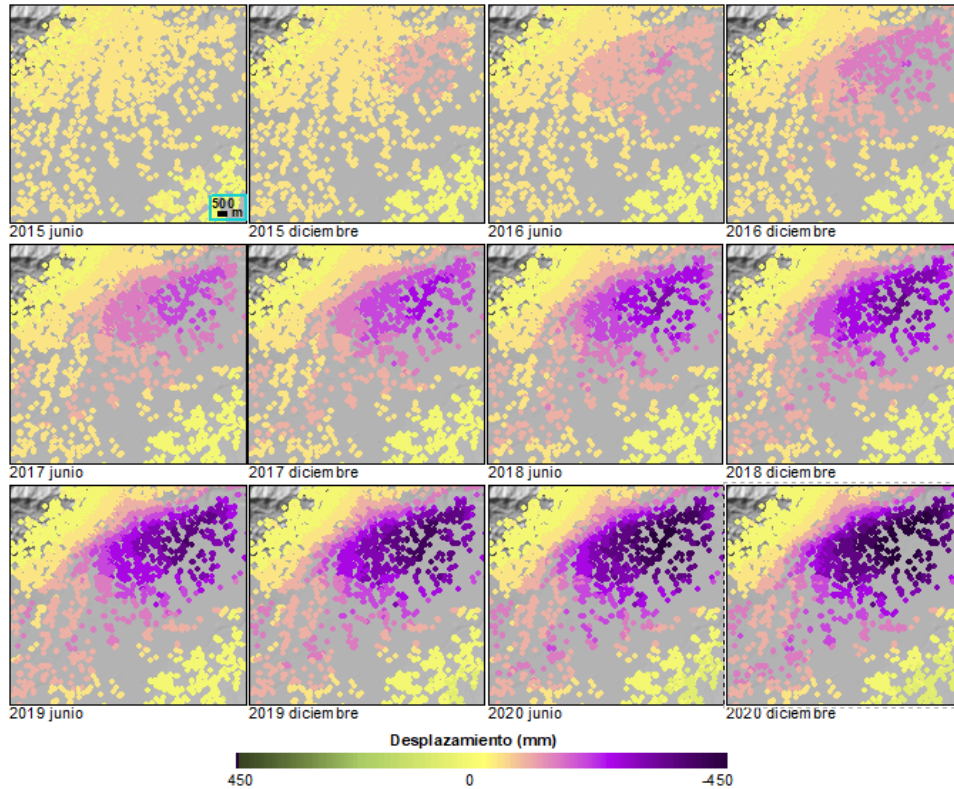 500
m
2015 junio
2015 diciembre
2016 junio
2016 diciembre
2017 junio
2017 diciembre
2018 junio
2018 diciembre
2019 junio
2019 diciembre
2020 junio
2020 diciembre
Desplazamiento (mm)
450 0 -450